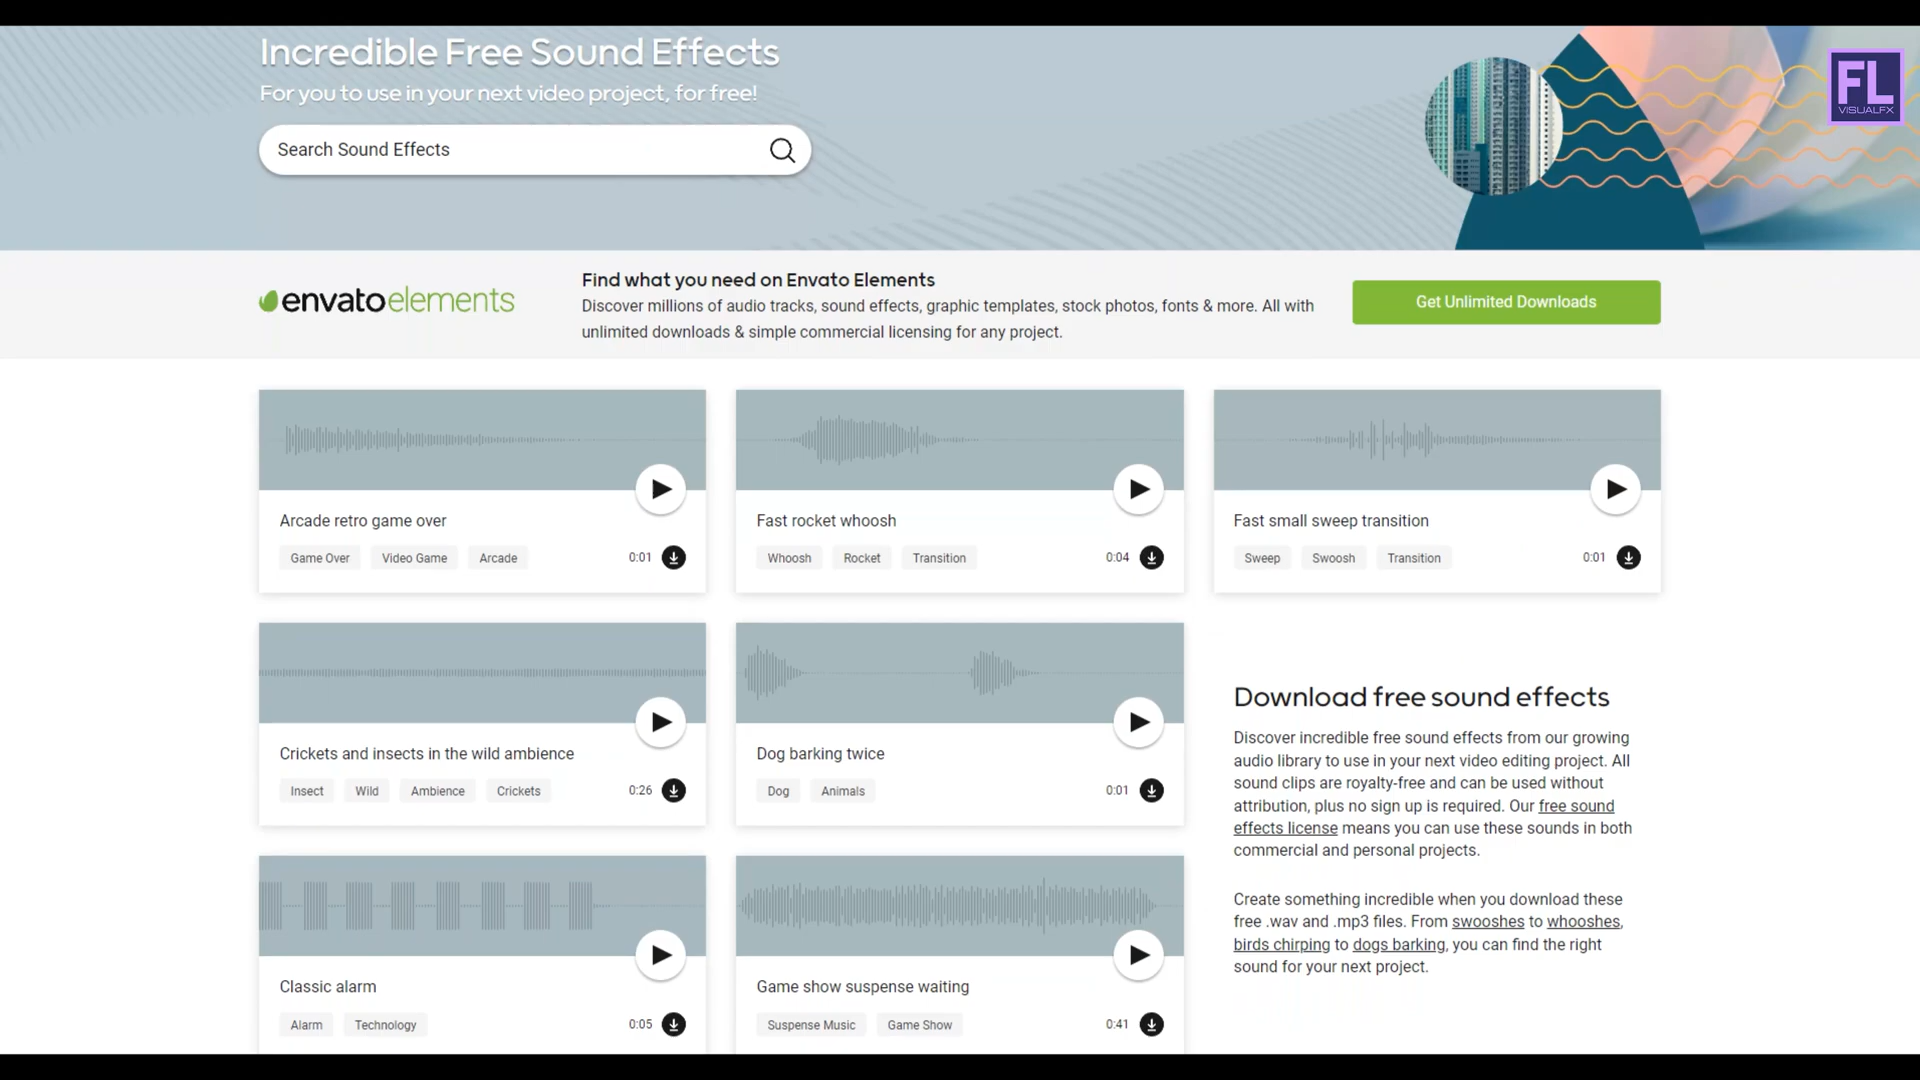 Incredible Free Sound Effects
For you to use in your next video project, for free!
Search Sound Effects
FL
VISUALFX
envato elements
Find what you need on Envato Elements
Discover millions of audio tracks, sound effects, graphic templates, stock photos, fonts & more. All with
unlimited downloads & simple commercial licensing for any project.
Get Unlimited Downloads
Arcade retro game over
Game Over Video Game Arcade 0:01
Fast rocket whoosh
Whoosh Rocket Transition 0:04
Fast small sweep transition
Sweep Swoosh Transition 0:01
Crickets and insects in the wild ambience
Insect Wild Ambience Crickets 0:26
Dog barking twice
Dog Animals 0:01
Download free sound effects
Discover incredible free sound effects from our growing
audio library to use in your next video editing project. All
sound clips are royalty-free and can be used without
attribution, plus no sign up is required. Our free sound
effects license means you can use these sounds in both
commercial and personal projects.
Create something incredible when you download these
free .wav and .mp3 files. From swooshes to whooshes,
birds chirping to dogs barking, you can find the right
sound for your next project.
Classic alarm
Alarm Technology 0:05
Game show suspense waiting
Suspense Music Game Show 0:41